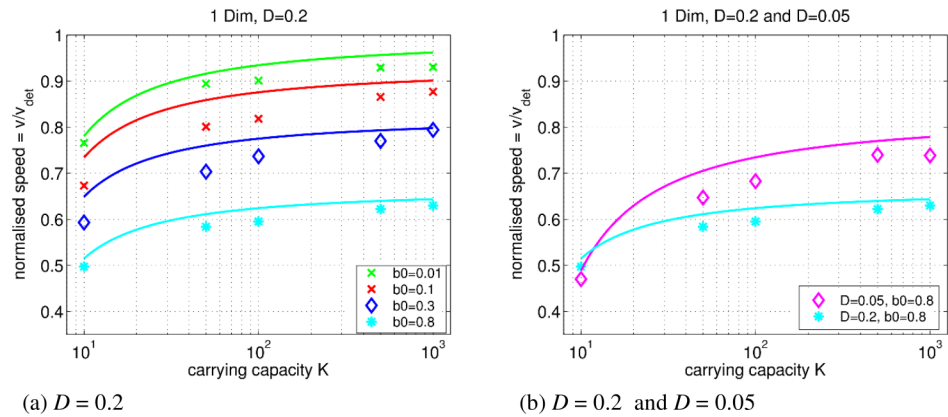 1 Dim, D=0.2
1
0.9
0.8
0.7
0.6
0.5
0.4
normalised speed = v/v_det
10^1
10^2
10^3
carrying capacity K
b0=0.01
b0=0.1
b0=0.3
b0=0.8
(a) D = 0.2
1 Dim, D=0.2 and D=0.05
1
0.9
0.8
0.7
0.6
0.5
0.4
normalised speed = v/v_det
10^1
10^2
10^3
carrying capacity K
D=0.05, b0=0.8
D=0.2, b0=0.8
(b) D = 0.2 and D = 0.05